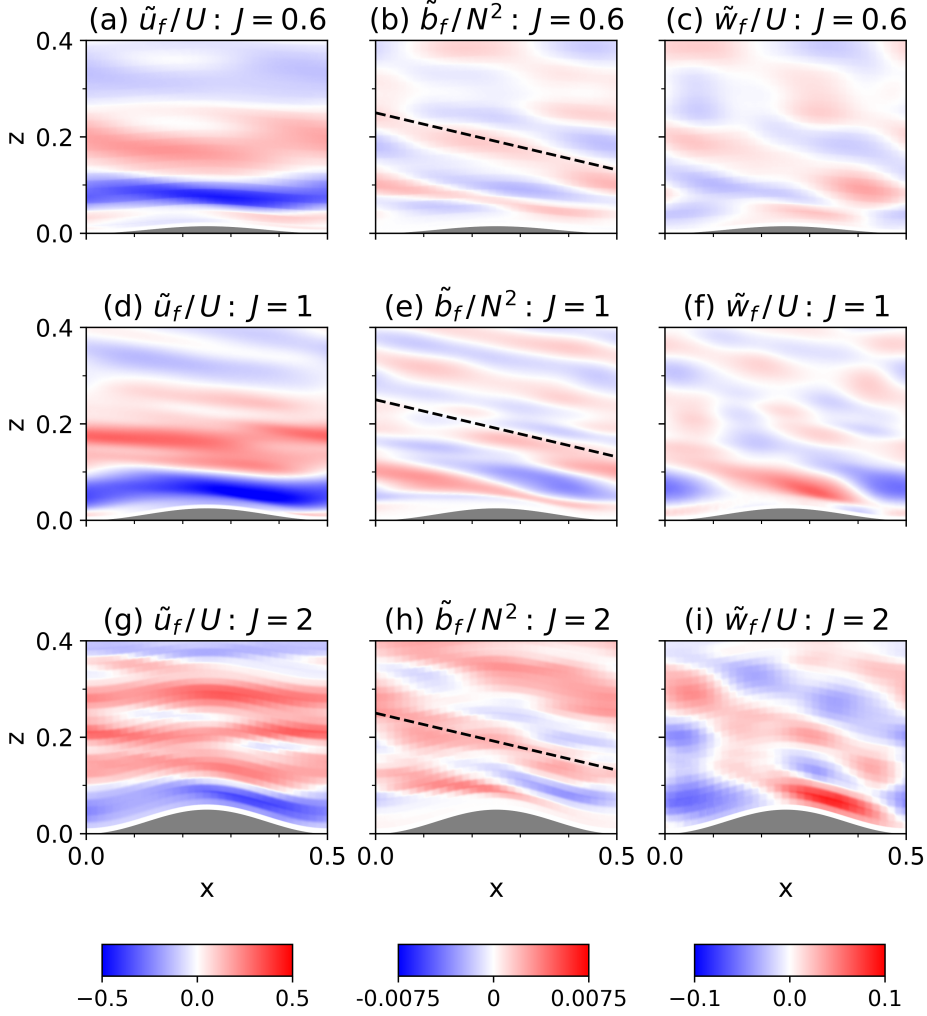 (a) ũ_f/U : J = 0.6 (b) b̃_f/N² : J = 0.6 (c) w̃_f/U : J = 0.6
0.4
z
0.2
0.0
(d) ũ_f/U : J = 1 (e) b̃_f/N² : J = 1 (f) w̃_f/U : J = 1
0.4
z
0.2
0.0
(g) ũ_f/U : J = 2 (h) b̃_f/N² : J = 2 (i) w̃_f/U : J = 2
0.4
z
0.2
0.0
0.0 0.5 0.0 0.5 0.0 0.5
x x x
−0.5 0.0 0.5 -0.0075 0 0.0075 −0.1 0.0 0.1